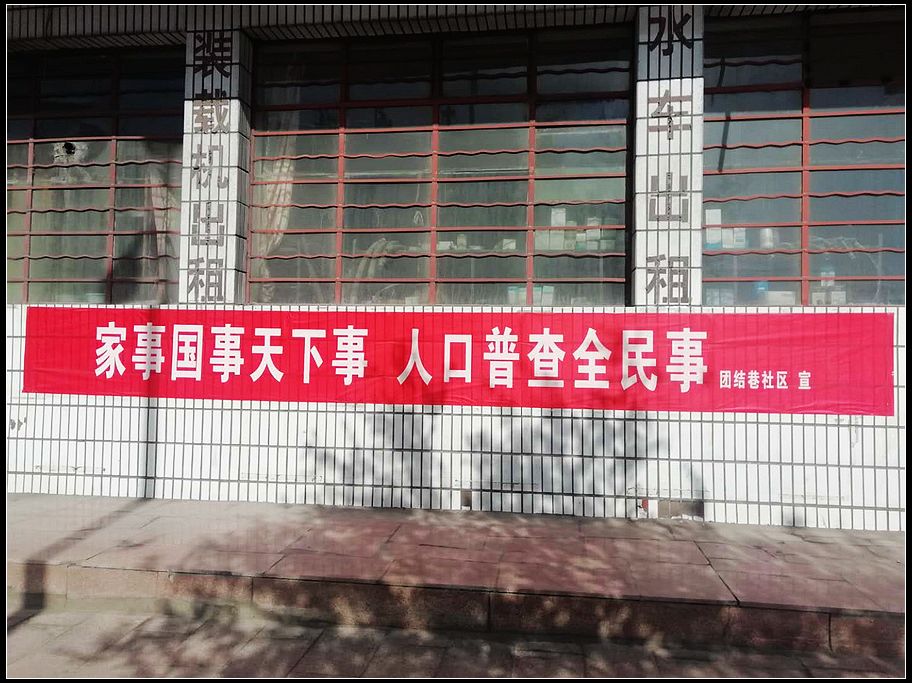 装载机出租
水车出租
家事国事天下事 人口普查全民事 团结巷社区 宣